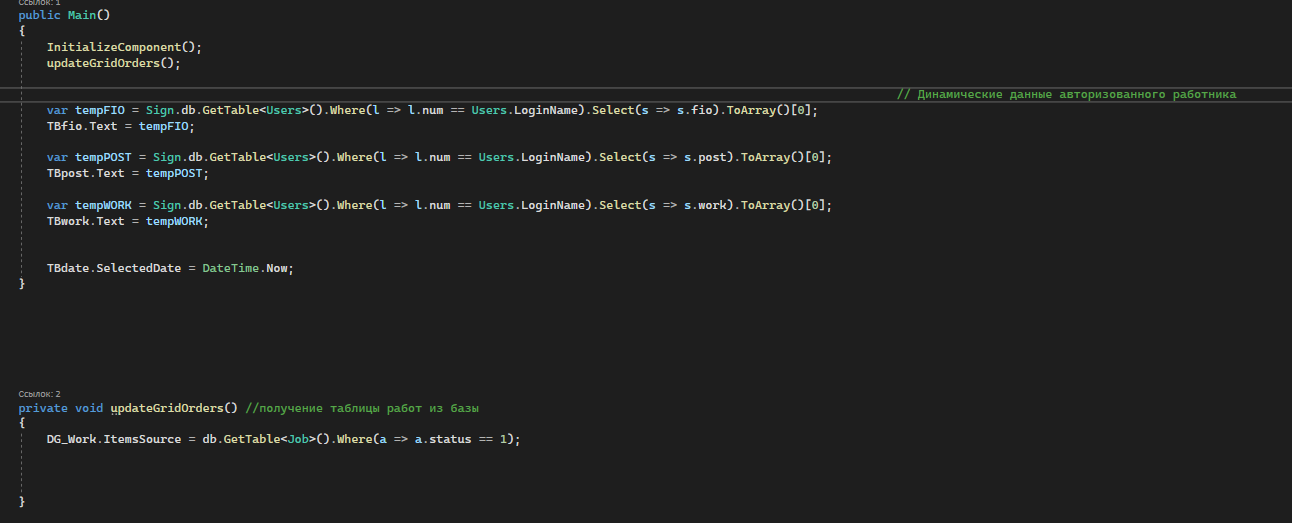 Ссылок: 1
public Main()
{
InitializeComponent();
updateGridOrders();
// Динамические данные авторизованного работника
var tempFIO = Sign.db.GetTable<Users>().Where(l => l.num == Users.LoginName).Select(s => s.fio).ToArray()[0];
TBfio.Text = tempFIO;
var tempPOST = Sign.db.GetTable<Users>().Where(l => l.num == Users.LoginName).Select(s => s.post).ToArray()[0];
TBpost.Text = tempPOST;
var tempWORK = Sign.db.GetTable<Users>().Where(l => l.num == Users.LoginName).Select(s => s.work).ToArray()[0];
TBwork.Text = tempWORK;
TBdate.SelectedDate = DateTime.Now;
}
Ссылок: 2
private void updateGridOrders() //получение таблицы работ из базы
{
DG_Work.ItemsSource = db.GetTable<Job>().Where(a => a.status == 1);
}